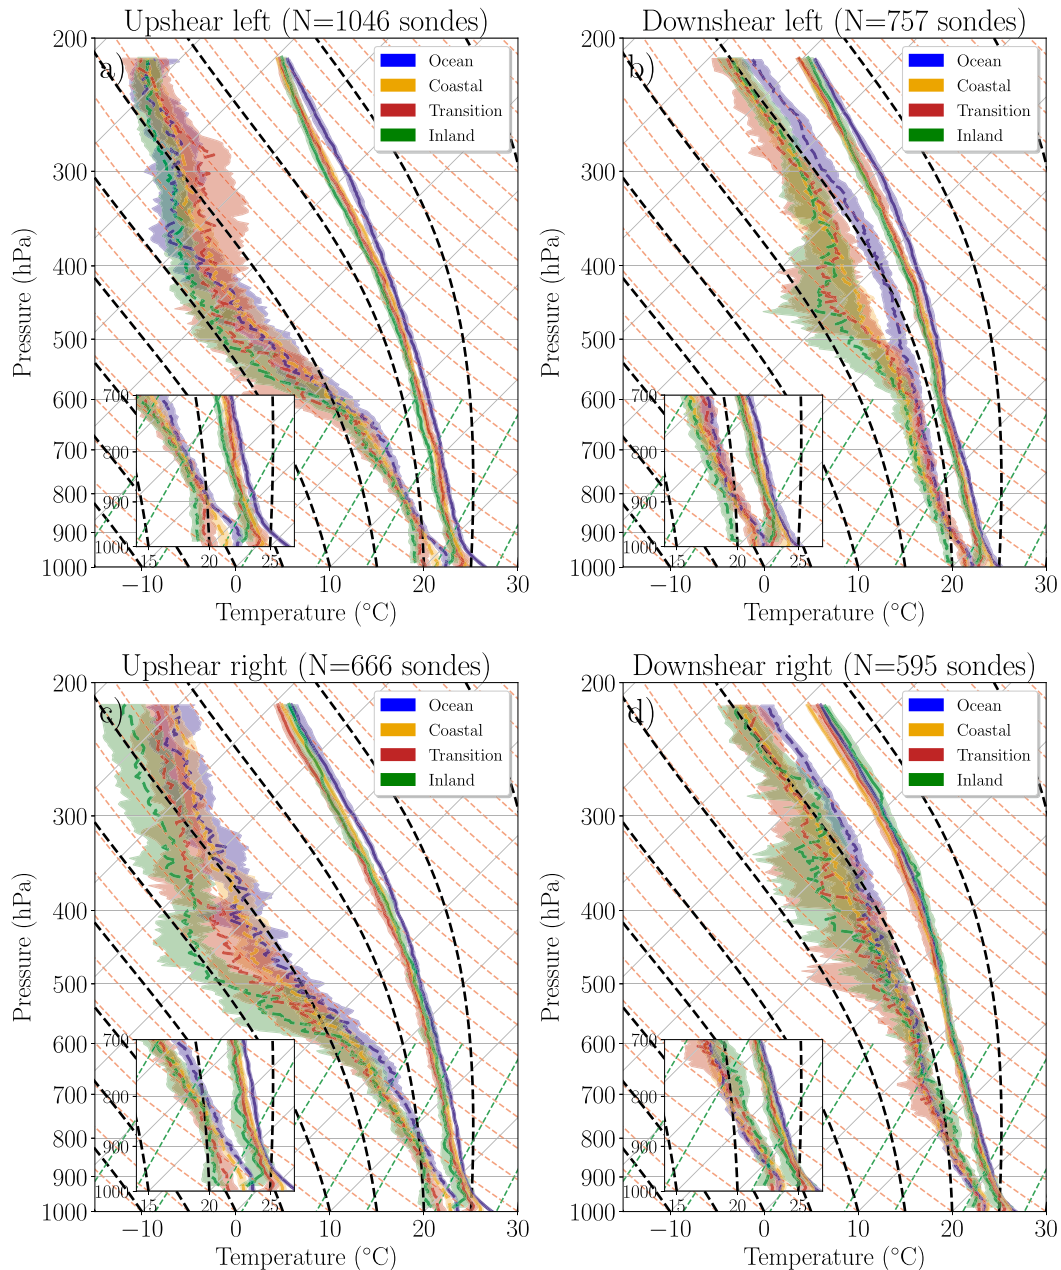 Upshear left (N=1046 sondes)
a)
Ocean
Coastal
Transition
Inland
200
300
400
500
600
700
800
900
1000
Pressure (hPa)
700
800
900
1000
15
20
25
−10
0
10
20
30
Temperature (°C)
Downshear left (N=757 sondes)
b)
Ocean
Coastal
Transition
Inland
200
300
400
500
600
700
800
900
1000
Pressure (hPa)
700
800
900
1000
15
20
25
−10
0
10
20
30
Temperature (°C)
Upshear right (N=666 sondes)
c)
Ocean
Coastal
Transition
Inland
200
300
400
500
600
700
800
900
1000
Pressure (hPa)
700
800
900
1000
15
20
25
−10
0
10
20
30
Temperature (°C)
Downshear right (N=595 sondes)
d)
Ocean
Coastal
Transition
Inland
200
300
400
500
600
700
800
900
1000
Pressure (hPa)
700
800
900
1000
15
20
25
−10
0
10
20
30
Temperature (°C)